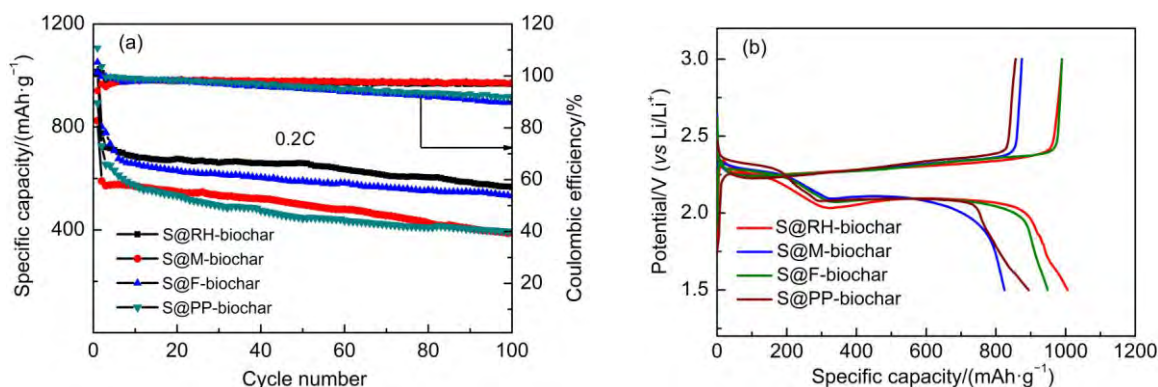 (a)
1200
800
400
0
20
40
60
80
100
120
100
80
60
40
20
0.2C
S@RH-biochar
S@M-biochar
S@F-biochar
S@PP-biochar
Specific capacity/(mAh·g⁻¹)
Coulombic efficiency/%
Cycle number
(b)
3.0
2.5
2.0
1.5
0
200
400
600
800
1000
1200
S@RH-biochar
S@M-biochar
S@F-biochar
S@PP-biochar
Potential/V (vs Li/Li⁺)
Specific capacity/(mAh·g⁻¹)